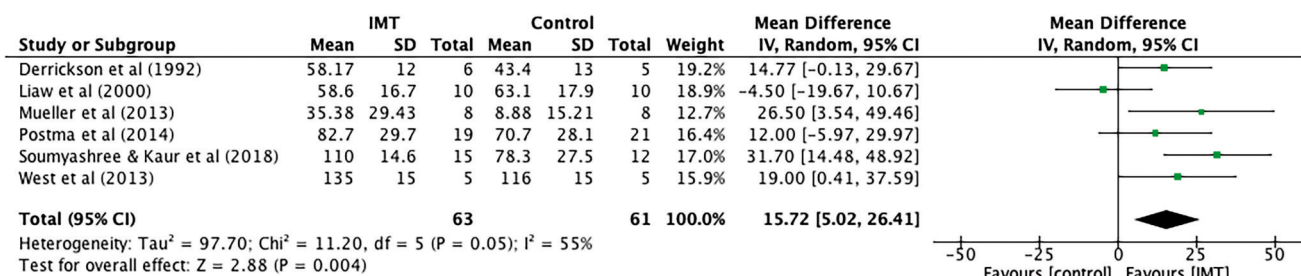 IMT Control Mean Difference Mean Difference
Study or Subgroup Mean SD Total Mean SD Total Weight IV, Random, 95% CI IV, Random, 95% CI
Derrickson et al (1992) 58.17 12 6 43.4 13 5 19.2% 14.77 [-0.13, 29.67]
Liaw et al (2000) 58.6 16.7 10 63.1 17.9 10 18.9% -4.50 [-19.67, 10.67]
Mueller et al (2013) 35.38 29.43 8 8.88 15.21 8 12.7% 26.50 [3.54, 49.46]
Postma et al (2014) 82.7 29.7 19 70.7 28.1 21 16.4% 12.00 [-5.97, 29.97]
Soumyashree & Kaur et al (2018) 110 14.6 15 78.3 27.5 12 17.0% 31.70 [14.48, 48.92]
West et al (2013) 135 15 5 116 15 5 15.9% 19.00 [0.41, 37.59]
Total (95% CI) 63 61 100.0% 15.72 [5.02, 26.41]
Heterogeneity: Tau² = 97.70; Chi² = 11.20, df = 5 (P = 0.05); I² = 55%
Test for overall effect: Z = 2.88 (P = 0.004)
-50 -25 0 25 50
Favours [control] Favours [IMT]